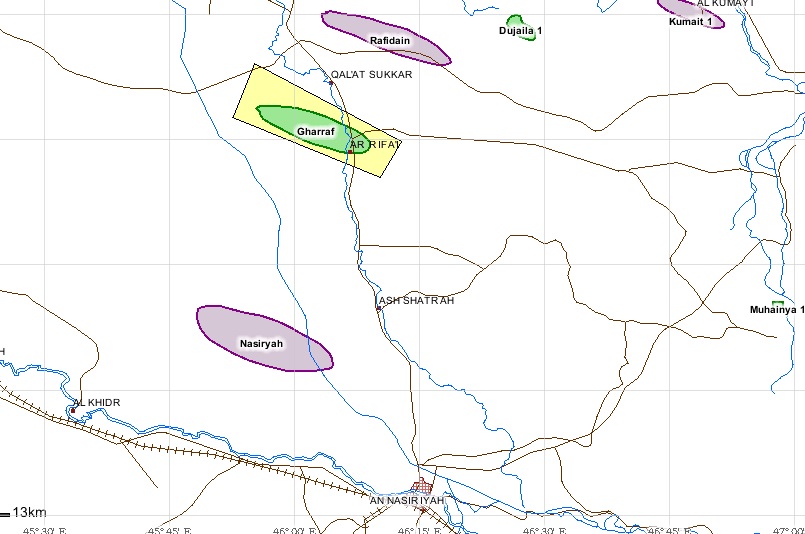 AL KUMAYT
Kumait 1
Rafidain
Dujaila 1
QAL'AT SUKKAR
Gharraf
AR RIFA'I
ASH SHATRAH
Muhainya 1
Nasiryah
H
AL KHIDR
AN NASIRIYAH
13km
45°30' E
45°45' E
46°00' E
46°15' E
46°30' E
46°45' E
47°00' E